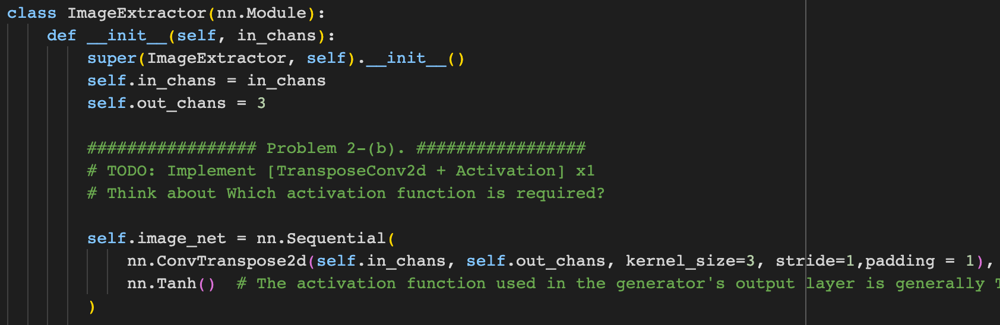 class ImageExtractor(nn.Module):
def __init__(self, in_chans):
super(ImageExtractor, self).__init__()
self.in_chans = in_chans
self.out_chans = 3
################# Problem 2-(b). #################
# TODO: Implement [TransposeConv2d + Activation] x1
# Think about Which activation function is required?
self.image_net = nn.Sequential(
nn.ConvTranspose2d(self.in_chans, self.out_chans, kernel_size=3, stride=1,padding = 1),
nn.Tanh()  # The activation function used in the generator's output layer is generally
)